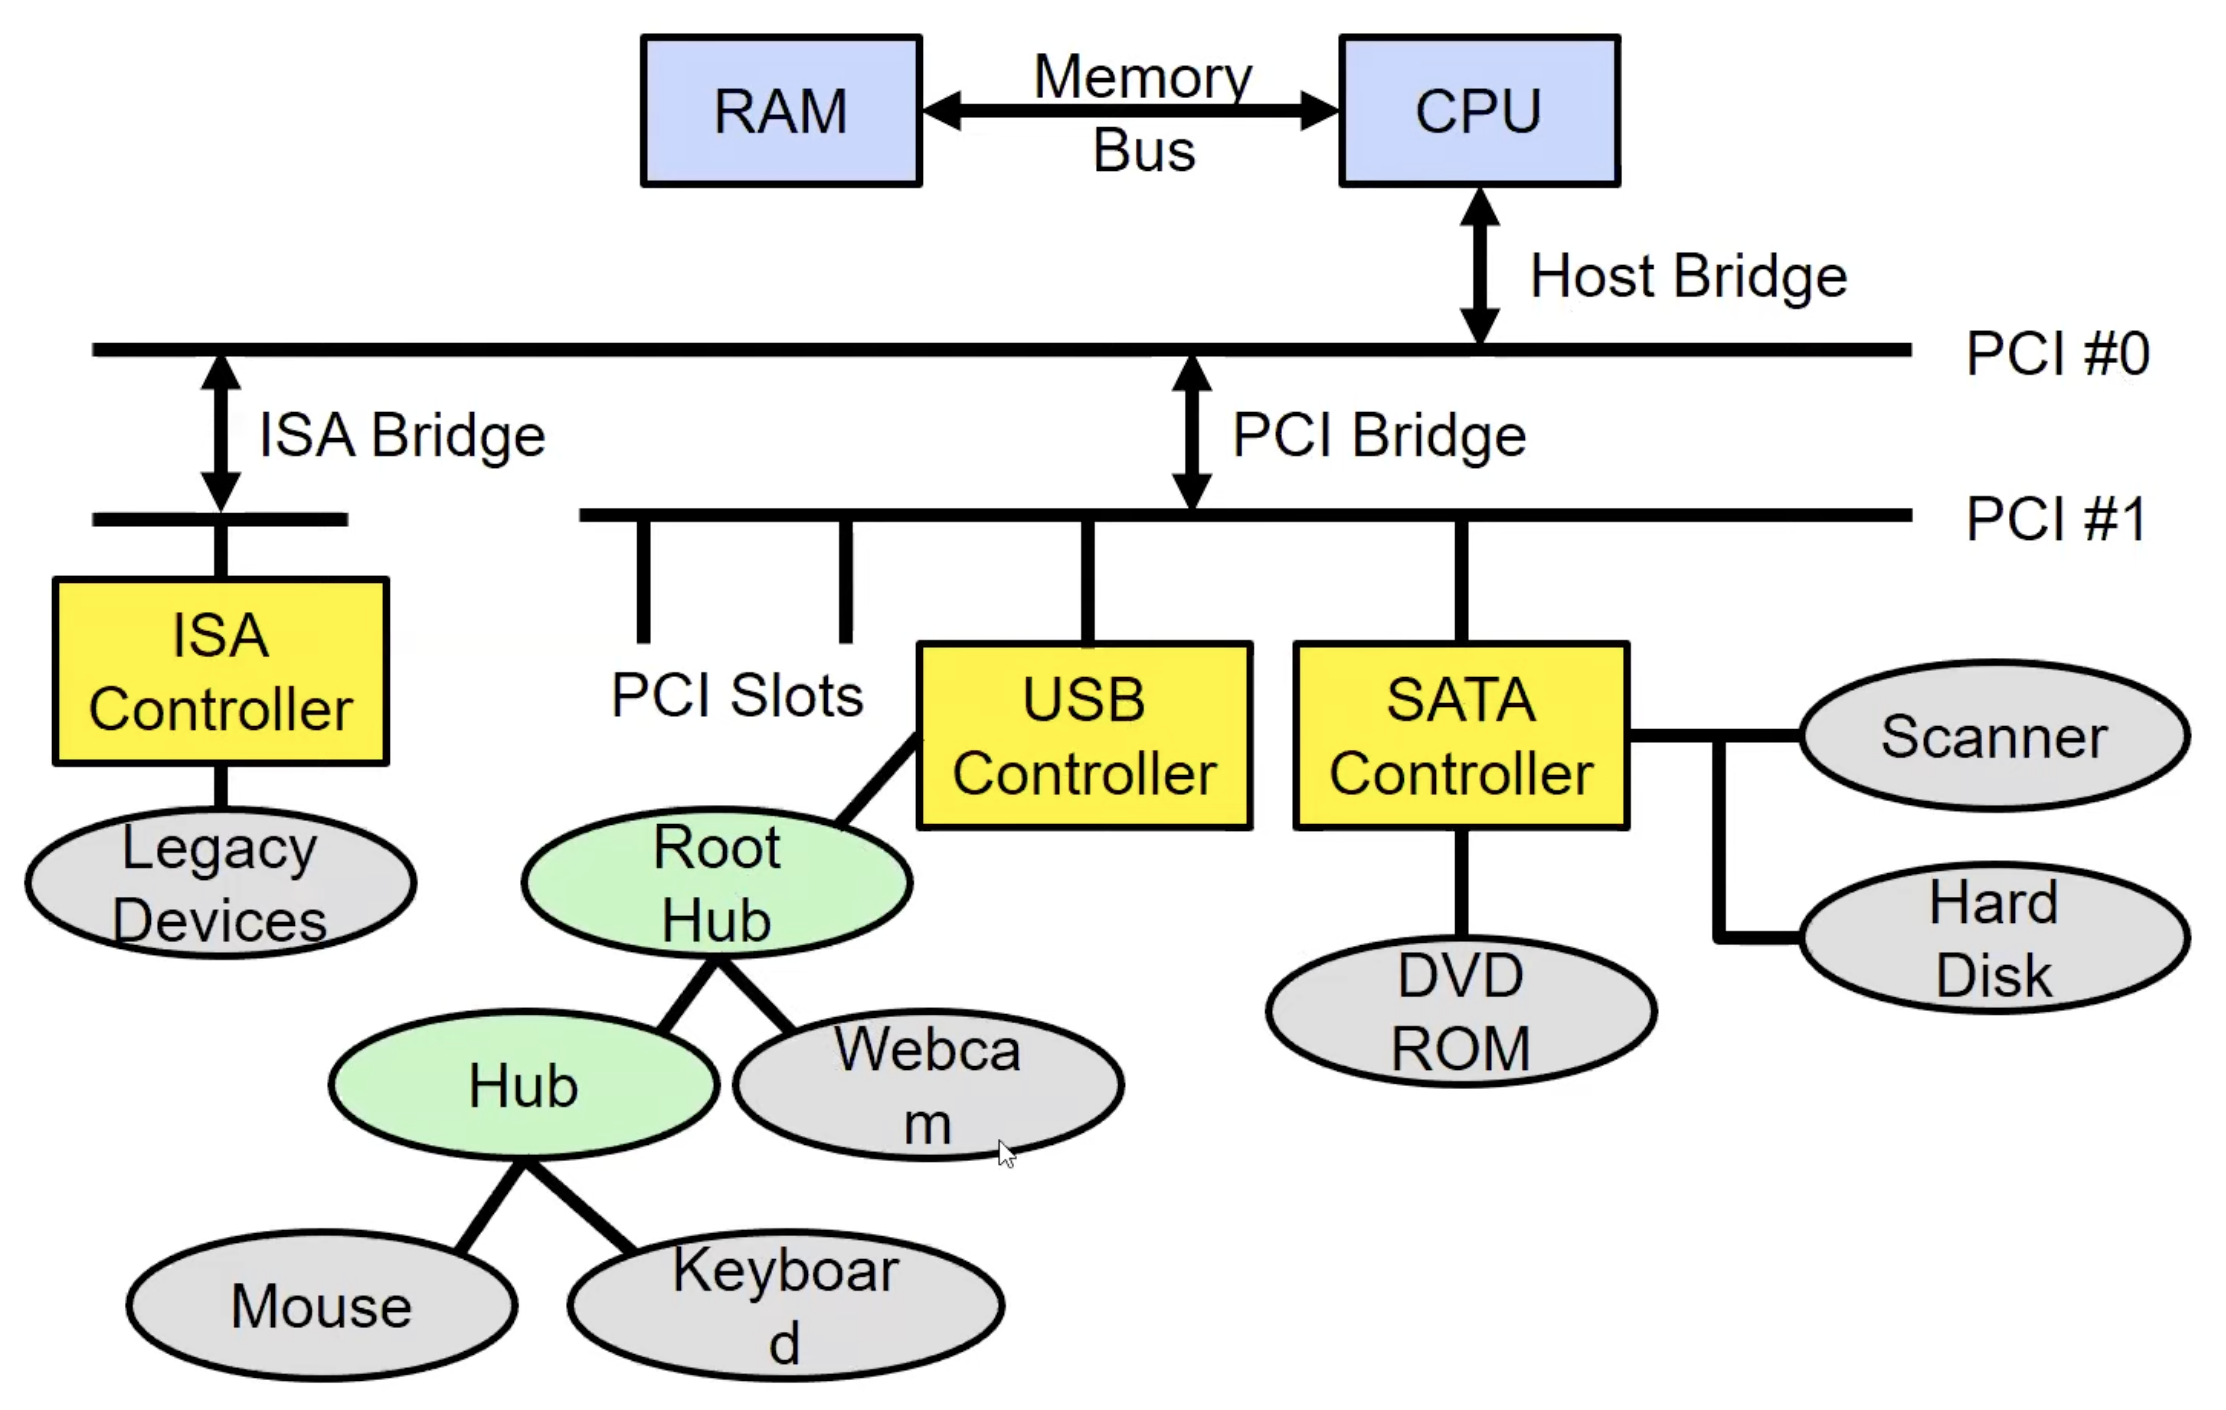 RAM
Memory
Bus
CPU
Host Bridge
PCI #0
ISA Bridge
PCI Bridge
PCI #1
ISA
Controller
PCI Slots
USB
Controller
SATA
Controller
Scanner
Legacy
Devices
Root
Hub
Hard
Disk
DVD
ROM
Hub
Webca
m
Mouse
Keyboar
d